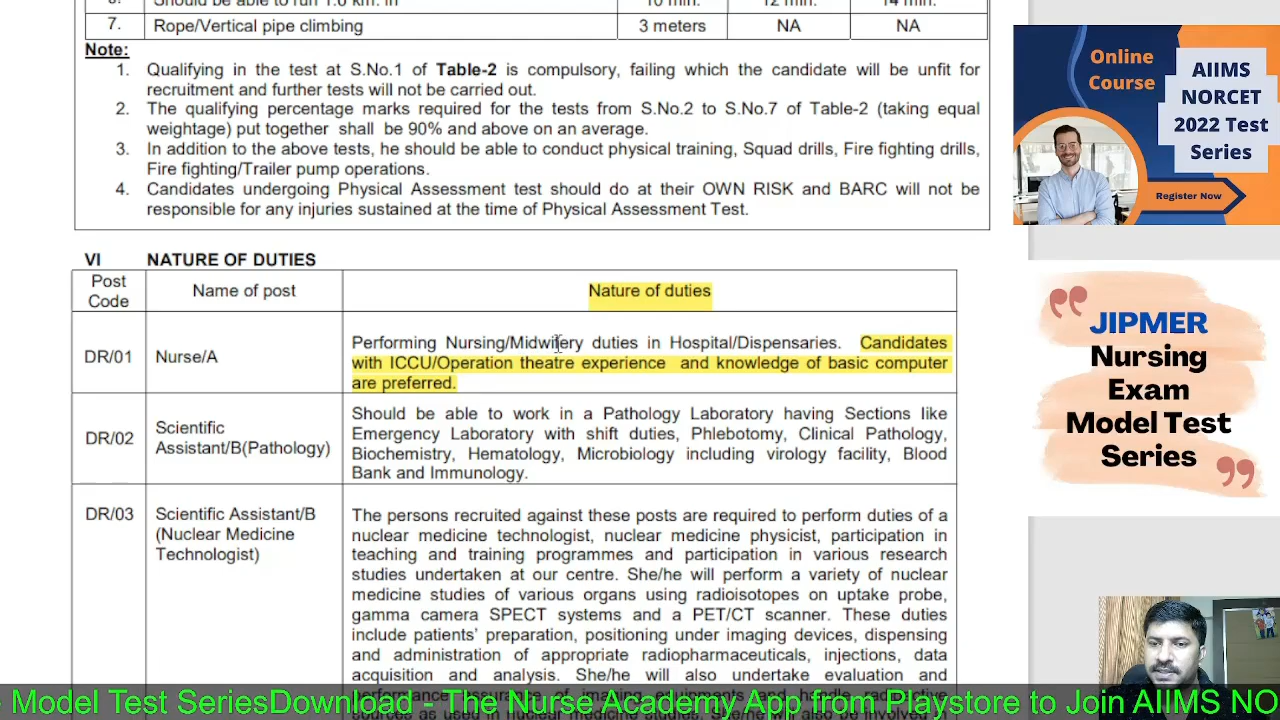 Should be able to run 1.6 km. in 10 min. 12 min. 14 min.
7. Rope/Vertical pipe climbing 3 meters NA NA
Note:
1. Qualifying in the test at S.No.1 of Table-2 is compulsory, failing which the candidate will be unfit for
recruitment and further tests will not be carried out.
2. The qualifying percentage marks required for the tests from S.No.2 to S.No.7 of Table-2 (taking equal
weightage) put together shall be 90% and above on an average.
3. In addition to the above tests, he should be able to conduct physical training, Squad drills, Fire fighting drills,
Fire fighting/Trailer pump operations.
4. Candidates undergoing Physical Assessment test should do at their OWN RISK and BARC will not be
responsible for any injuries sustained at the time of Physical Assessment Test.
VI NATURE OF DUTIES
Post
Code
Name of post
Nature of duties
DR/01
Nurse/A
Performing Nursing/Midwifery duties in Hospital/Dispensaries. Candidates
with ICCU/Operation theatre experience and knowledge of basic computer
are preferred.
DR/02
Scientific
Assistant/B(Pathology)
Should be able to work in a Pathology Laboratory having Sections like
Emergency Laboratory with shift duties, Phlebotomy, Clinical Pathology,
Biochemistry, Hematology, Microbiology including virology facility, Blood
Bank and Immunology.
DR/03
Scientific Assistant/B
(Nuclear Medicine
Technologist)
The persons recruited against these posts are required to perform duties of a
nuclear medicine technologist, nuclear medicine physicist, participation in
teaching and training programmes and participation in various research
studies undertaken at our centre. She/he will perform a variety of nuclear
medicine studies of various organs using radioisotopes on uptake probe,
gamma camera SPECT systems and a PET/CT scanner. These duties
include patients' preparation, positioning under imaging devices, dispensing
and administration of appropriate radiopharmaceuticals, injections, data
acquisition and analysis. She/he will also undertake evaluation and
Online
Course
AIIMS
NORCET
2022 Test
Series
Register Now
JIPMER
Nursing
Exam
Model Test
Series
Model Test SeriesDownload - The Nurse Academy App from Playstore to Join AIIMS NO